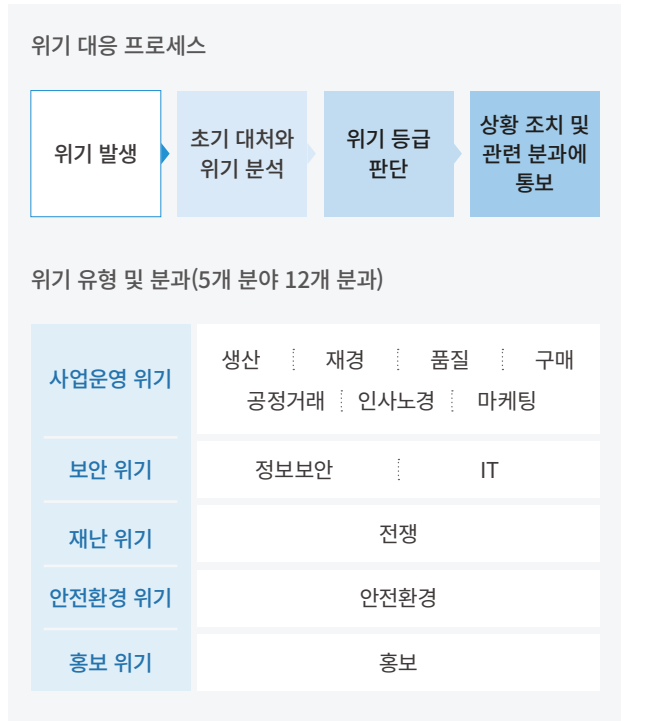 위기 대응 프로세스
위기 발생
초기 대처와
위기 분석
위기 등급
판단
상황 조치 및
관련 분과에
통보
위기 유형 및 분과(5개 분야 12개 분과)
사업운영 위기
생산 재경 품질 구매
공정거래 인사노경 마케팅
보안 위기
정보보안 IT
재난 위기
전쟁
안전환경 위기
안전환경
홍보 위기
홍보